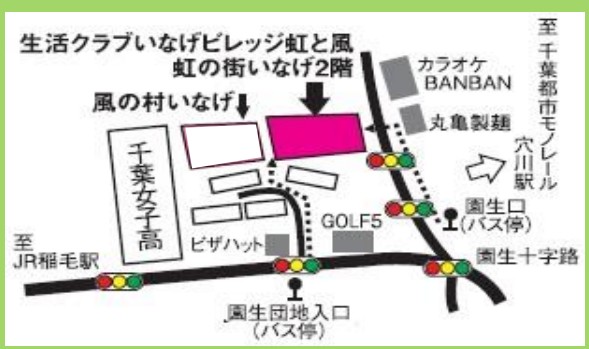 生活クラブいなげビレッジ虹と風
虹の街いなげ2階
風の村いなげ
カラオケ
BANBAN
丸亀製麺
至 千葉都市モノレール
穴川駅
千葉女子高
園生口
(バス停)
GOLF5
ピザハット
至
JR稲毛駅
園生十字路
園生団地入口
(バス停)